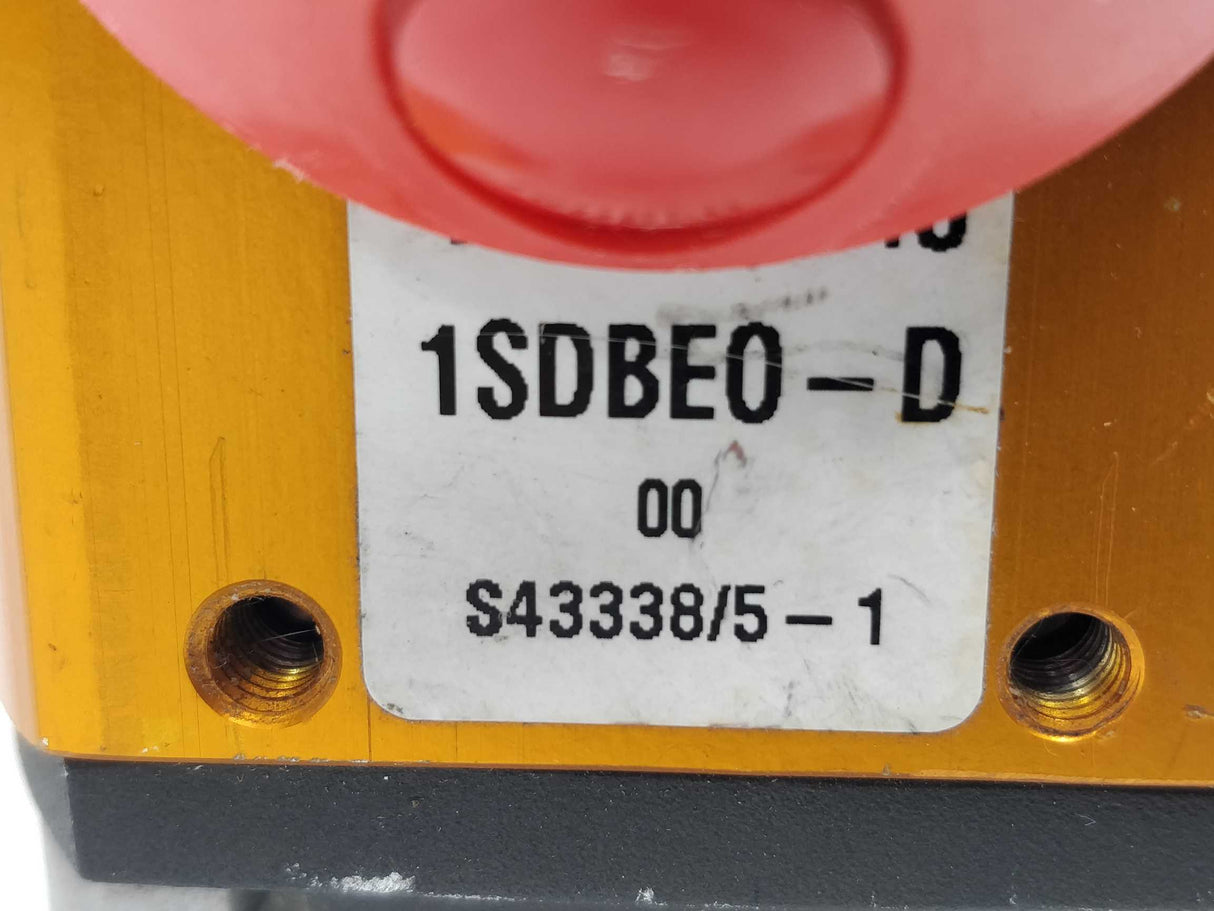 1SDBE0 – D
00
S43338/5 – 1